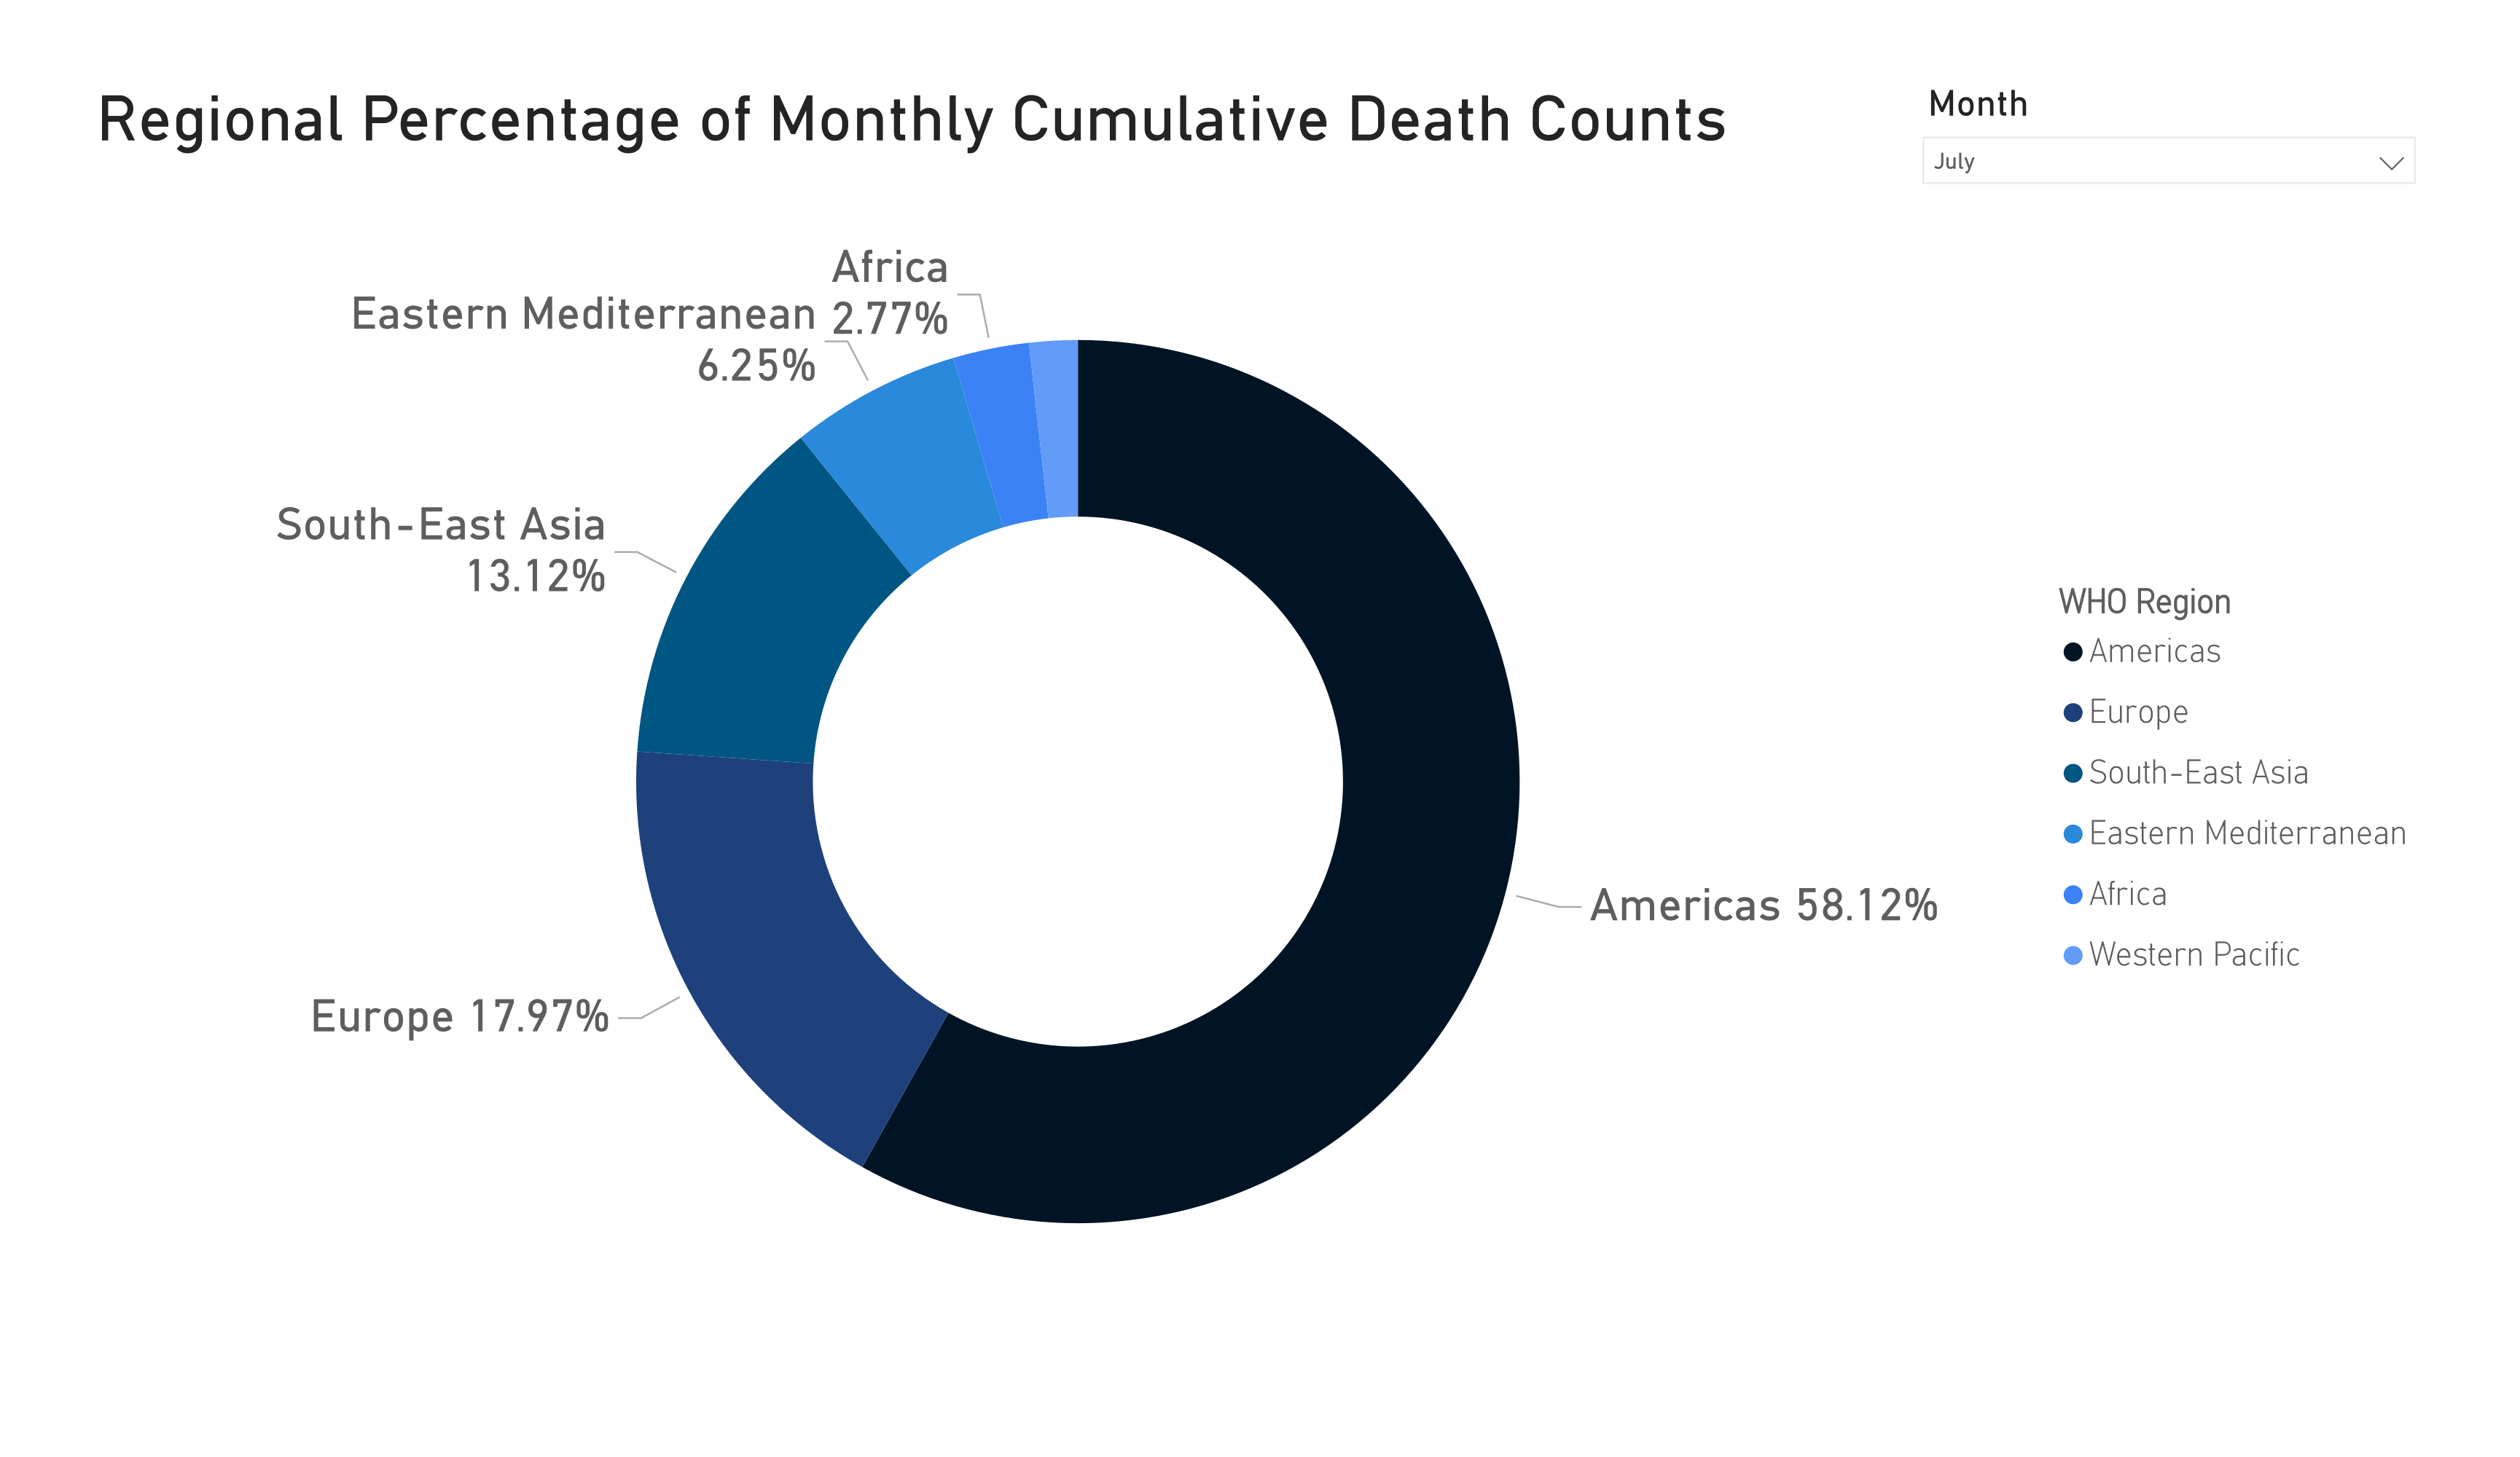 Regional Percentage of Monthly Cumulative Death Counts
Month
July
Africa
2.77%
Eastern Mediterranean
6.25%
South-East Asia
13.12%
Americas 58.12%
Europe 17.97%
WHO Region
Americas
Europe
South-East Asia
Eastern Mediterranean
Africa
Western Pacific